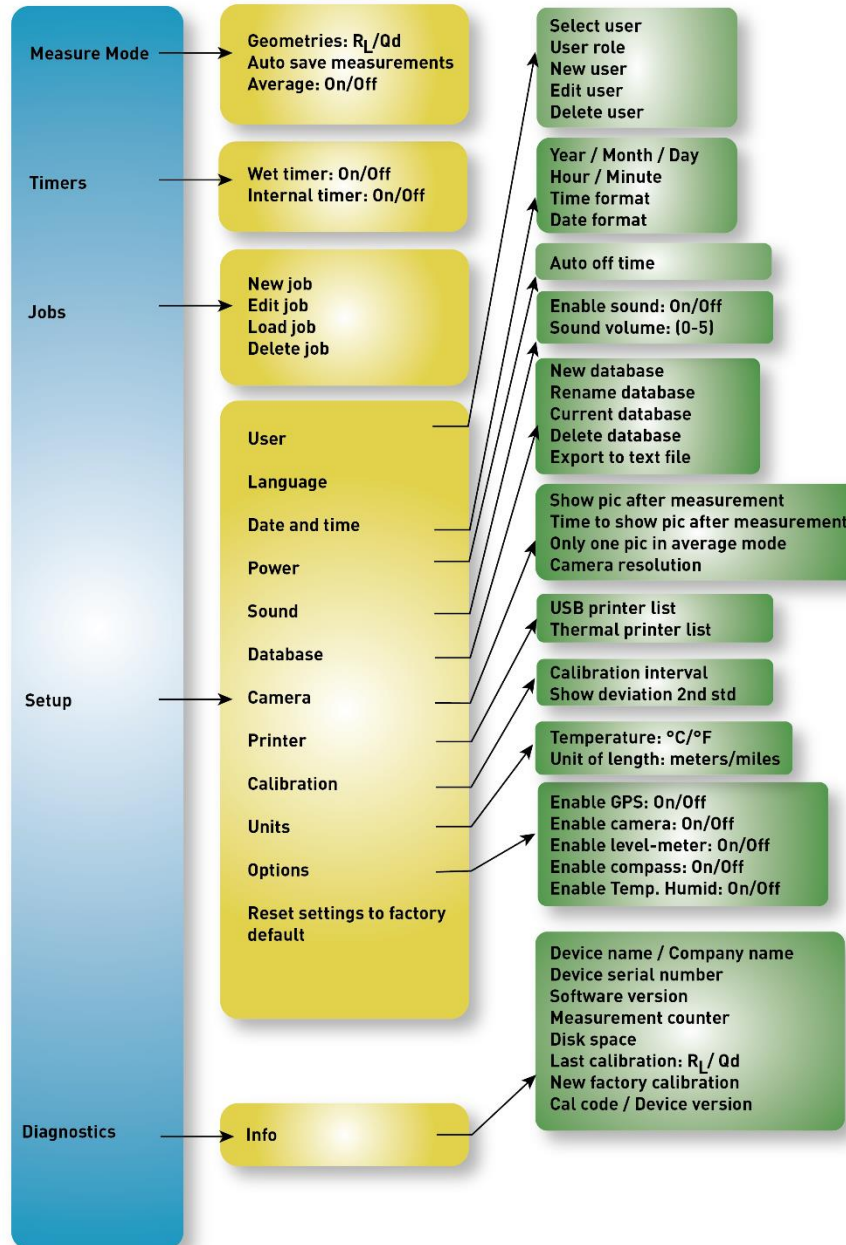 Measure Mode
Geometries: RL/Qd
Auto save measurements
Average: On/Off
Timers
Wet timer: On/Off
Internal timer: On/Off
Jobs
New job
Edit job
Load job
Delete job
Setup
User
Language
Date and time
Power
Sound
Database
Camera
Printer
Calibration
Units
Options
Reset settings to factory
default
Select user
User role
New user
Edit user
Delete user
Year / Month / Day
Hour / Minute
Time format
Date format
Auto off time
Enable sound: On/Off
Sound volume: (0-5)
New database
Rename database
Current database
Delete database
Export to text file
Show pic after measurement
Time to show pic after measurement
Only one pic in average mode
Camera resolution
USB printer list
Thermal printer list
Calibration interval
Show deviation 2nd std
Temperature: °C/°F
Unit of length: meters/miles
Enable GPS: On/Off
Enable camera: On/Off
Enable level-meter: On/Off
Enable compass: On/Off
Enable Temp. Humid: On/Off
Diagnostics
Info
Device name / Company name
Device serial number
Software version
Measurement counter
Disk space
Last calibration: RL/ Qd
New factory calibration
Cal code / Device version